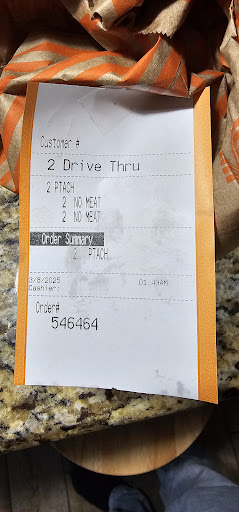 Customer #
2 Drive Thru
2 PTACH
2 NO MEAT
2 NO MEAT
Order Summary
2 PTACH
3/8/2025 01:49AM
Cashier:
Order#
546464